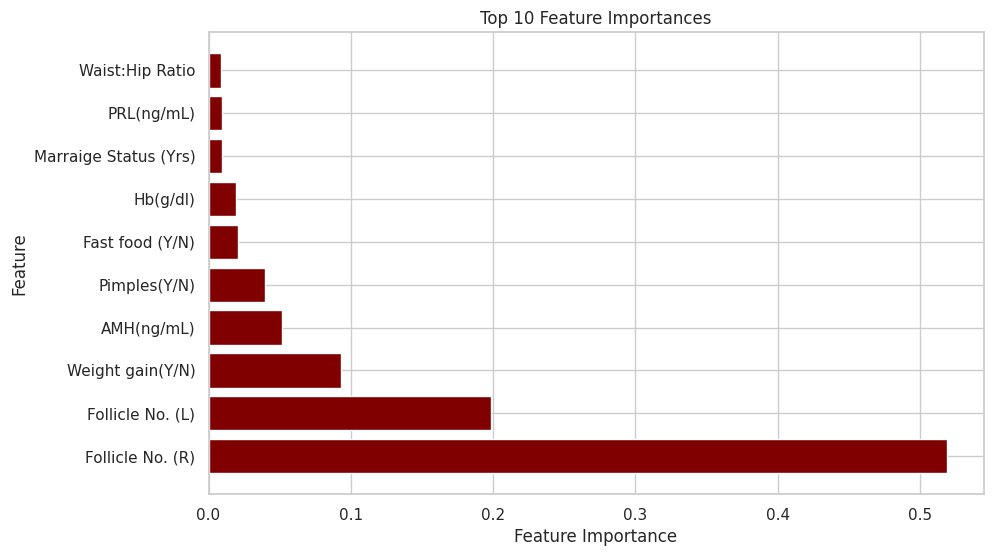 Top 10 Feature Importances
Feature
Waist:Hip Ratio
PRL(ng/mL)
Marraige Status (Yrs)
Hb(g/dl)
Fast food (Y/N)
Pimples(Y/N)
AMH(ng/mL)
Weight gain(Y/N)
Follicle No. (L)
Follicle No. (R)
0.0 0.1 0.2 0.3 0.4 0.5
Feature Importance